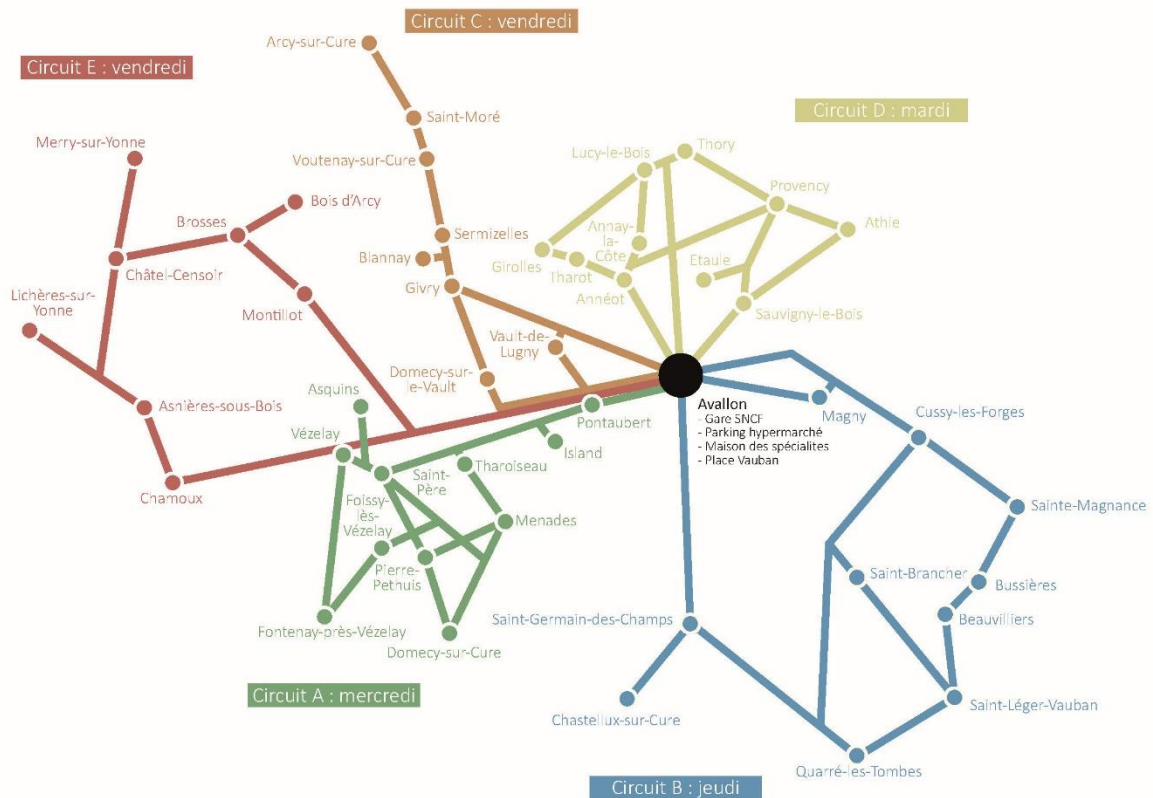 Circuit C : vendredi
Arcy-sur-Cure
Circuit E : vendredi
Saint-Moré
Circuit D : mardi
Merry-sur-Yonne
Voutenay-sur-Cure
Lucy-le-Bois
Thory
Provency
Bois d'Arcy
Brosses
Sermizelles
Annay-
la-
Côte
Athie
Blannay
Girolles
Tharot
Etaule
Châtel-Censoir
Givry
Annéot
Lichères-sur-
Yonne
Montillot
Sauvigny-le-Bois
Vault-de-
Lugny
Domecy-sur-
le-Vault
Asquins
Asnières-sous-Bois
Pontaubert
Avallon
- Gare SNCF
- Parking hypermarché
- Maison des spécialites
- Place Vauban
Magny
Cussy-les-Forges
Vézelay
Island
Saint-
Père
Tharoiseau
Chamoux
Foissy-
lès-
Vézelay
Menades
Sainte-Magnance
Pierre-
Pethuis
Saint-Brancher
Bussières
Fontenay-près-Vézelay
Domecy-sur-Cure
Saint-Germain-des-Champs
Beauvilliers
Circuit A : mercredi
Chastellux-sur-Cure
Saint-Léger-Vauban
Quarré-les-Tombes
Circuit B : jeudi